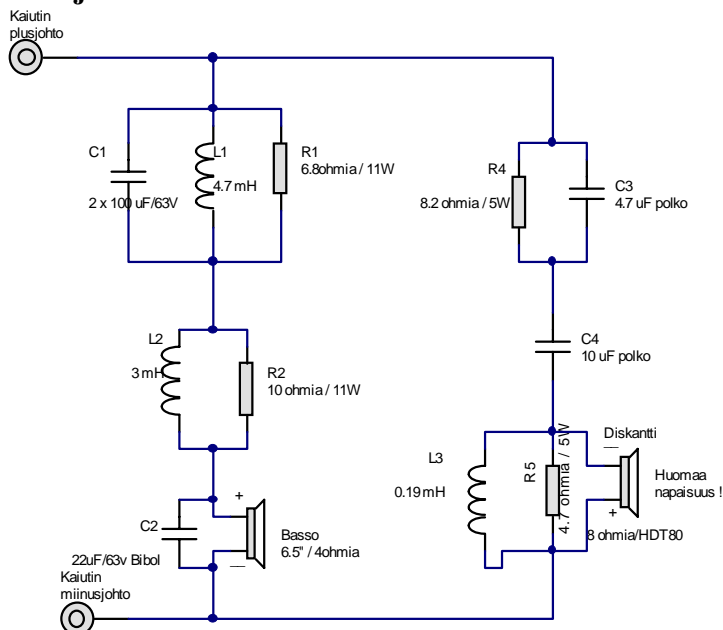 Kaiutin
plusjohto
C1
2 x 100 uF/63V
L1
4.7 mH
R1
6.8ohmia / 11W
R4
8.2 ohmia / 5W
C3
4.7 uF polko
L2
3 mH
R2
10 ohmia / 11W
C4
10 uF polko
L3
0.19 mH
R5
4.7 ohmia / 5W
Diskantti
—
+
Huomaa
napaisuus !
8 ohmia/HDT80
C2
22uF/63v Bibol
+
—
Basso
6.5" / 4ohmia
Kaiutin
miinusjohto